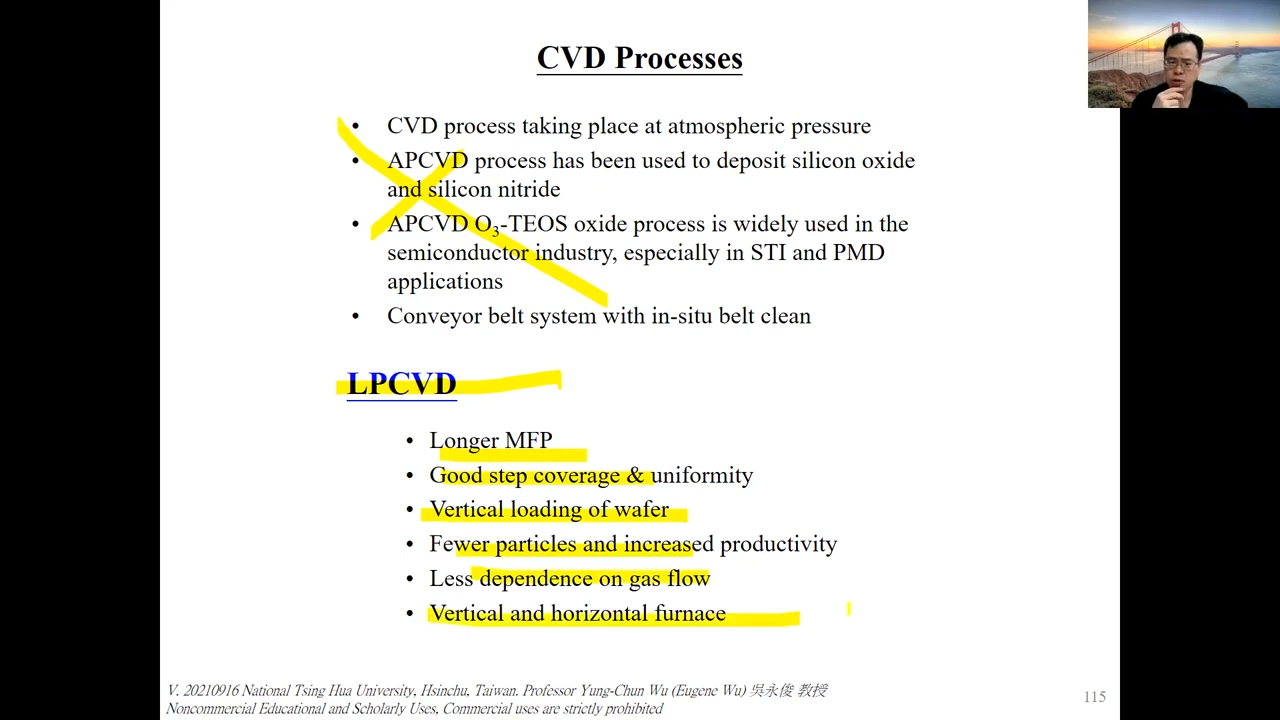 CVD Processes
• CVD process taking place at atmospheric pressure
• APCVD process has been used to deposit silicon oxide
and silicon nitride
• APCVD O₃-TEOS oxide process is widely used in the
semiconductor industry, especially in STI and PMD
applications
• Conveyor belt system with in-situ belt clean
LPCVD
• Longer MFP
• Good step coverage & uniformity
• Vertical loading of wafer
• Fewer particles and increased productivity
• Less dependence on gas flow
• Vertical and horizontal furnace
V. 20210916 National Tsing Hua University, Hsinchu, Taiwan. Professor Yung-Chun Wu (Eugene Wu) 吳永俊 教授
Noncommercial Educational and Scholarly Uses, Commercial uses are strictly prohibited
115